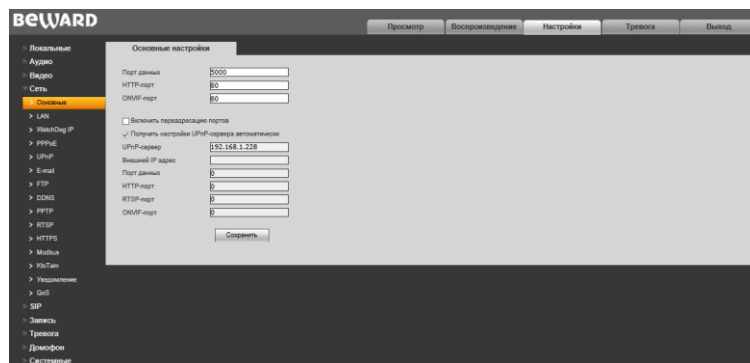 BEWARD
Просмотр
Воспроизведение
Настройки
Тревога
Выход
Локальные
Аудио
Видео
Сеть
Основные
LAN
WatchDog IP
PPPoE
UPnP
E-mail
FTP
DDNS
PPTP
RTSP
HTTPS
Modbus
KtoTam
Уведомление
QoS
SIP
Запись
Тревога
Домофон
Системные
Основные настройки
Порт данных 5000
HTTP-порт 80
ONVIF-порт 80
Включить переадресацию портов
Получить настройки UPnP-сервера автоматически
UPnP-сервер 192.168.1.228
Внешний IP адрес
Порт данных 0
HTTP-порт 0
RTSP-порт 0
ONVIF-порт 0
Сохранить